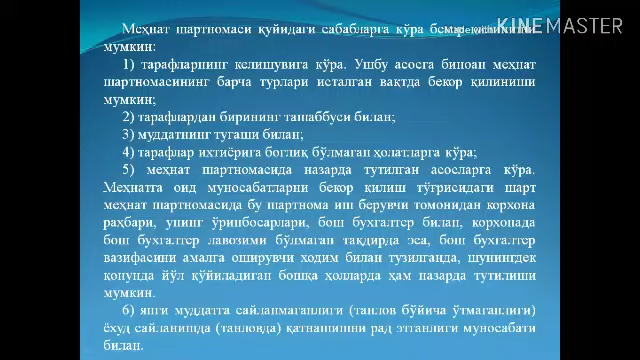 Меҳнат шартномаси қуйидаги сабабларга кўра бекор қилиниши
Made with KINEMASTER
мумкин:
1) тарафларнинг келишувига кўра. Ушбу асосга биноан меҳнат
шартномасининг барча турлари исталган вақтда бекор қилиниши
мумкин;
2) тарафлардан бирининг ташаббуси билан;
3) муддатнинг тугаши билан;
4) тарафлар ихтиёрига боғлиқ бўлмаган ҳолатларга кўра;
5) меҳнат шартномасида назарда тутилган асосларга кўра.
Меҳнатга оид муносабатларни бекор қилиш тўғрисидаги шарт
меҳнат шартномасида бу шартнома иш берувчи томонидан корхона
раҳбари, унинг ўринбосарлари, бош бухгалтер билан, корхонада
бош бухгалтер лавозими бўлмаган тақдирда эса, бош бухгалтер
вазифасини амалга оширувчи ходим билан тузилганда, шунингдек
қонунда йўл қўйиладиган бошқа ҳолларда ҳам назарда тутилиши
мумкин.
6) янги муддатга сайланмаганлиги (танлов бўйича ўтмаганлиги)
ёхуд сайланишда (танловда) қатнашишни рад этганлиги муносабати
билан.